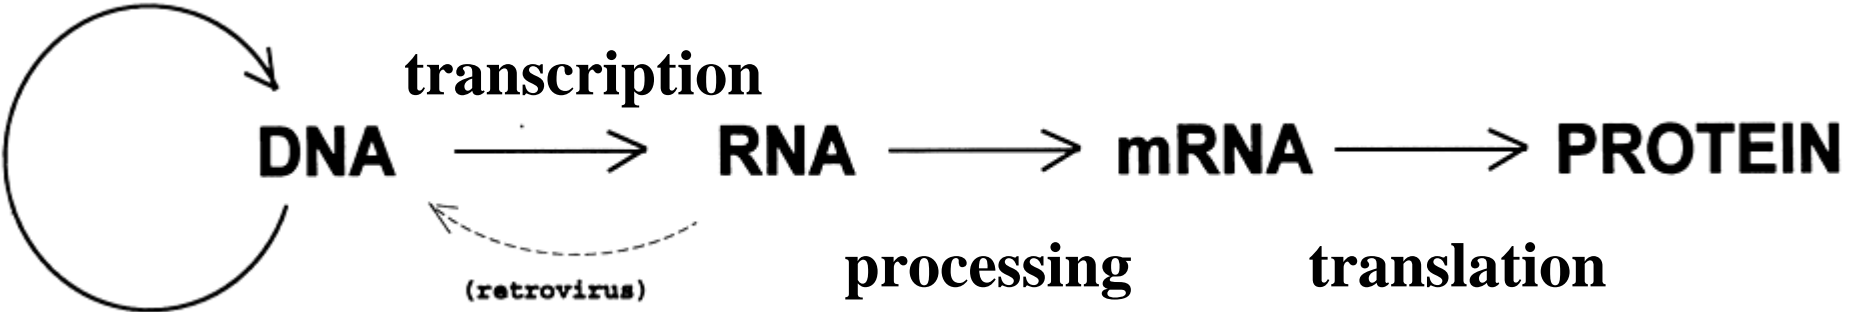 transcription
DNA RNA mRNA PROTEIN
(retrovirus)
processing translation